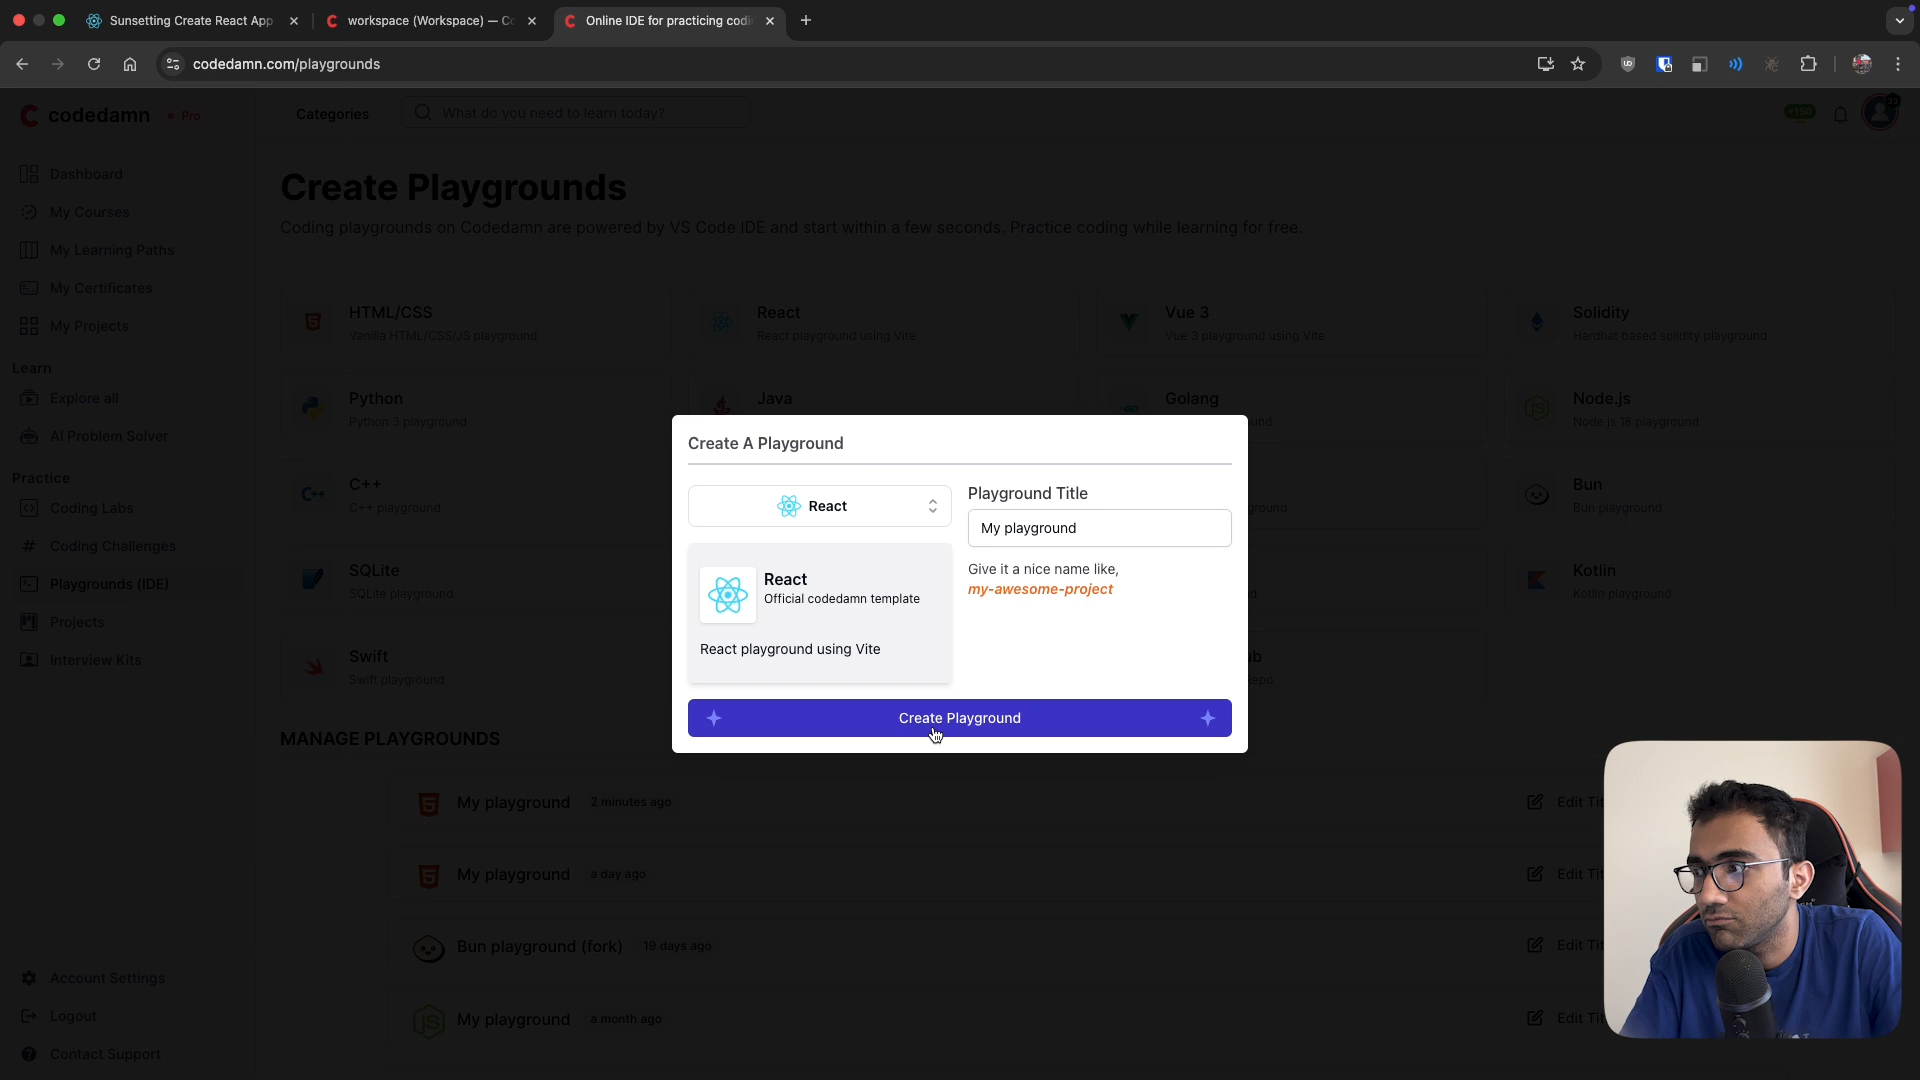 Sunsetting Create React App
workspace (Workspace) — Co
Online IDE for practicing codi
codedamn.com/playgrounds
codedamn
Pro
Categories
What do you need to learn today?
Dashboard
My Courses
My Learning Paths
My Certificates
My Projects
Learn
Explore all
AI Problem Solver
Practice
Coding Labs
Coding Challenges
Playgrounds (IDE)
Projects
Interview Kits
Account Settings
Logout
Contact Support
Create Playgrounds
Coding playgrounds on Codedamn are powered by VS Code IDE and start within a few seconds. Practice coding while learning for free.
HTML/CSS
Vanilla HTML/CSS/JS playground
React
React playground using Vite
Vue 3
Vue 3 playground using Vite
Solidity
Hardhat based solidity playground
Python
Python 3 playground
Java
Golang
Node.js
Node js 18 playground
C++
C++ playground
Bun
Bun playground
SQLite
SQLite playground
Kotlin
Kotlin playground
Swift
Swift playground
Create A Playground
React
React
Official codedamn template
React playground using Vite
Playground Title
My playground
Give it a nice name like,
my-awesome-project
Create Playground
MANAGE PLAYGROUNDS
My playground 2 minutes ago
Edit Tit
My playground a day ago
Edit Tit
Bun playground (fork) 19 days ago
Edit Tit
My playground a month ago
Edit Tit